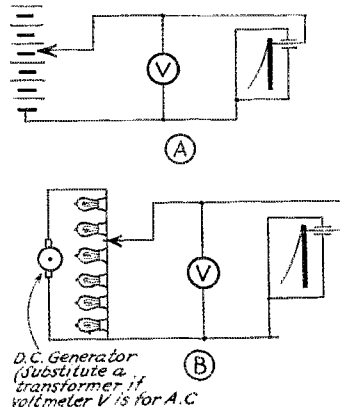 V
A
V
B
D.C. Generator
(Substitute a
transformer if
voltmeter V is for A.C